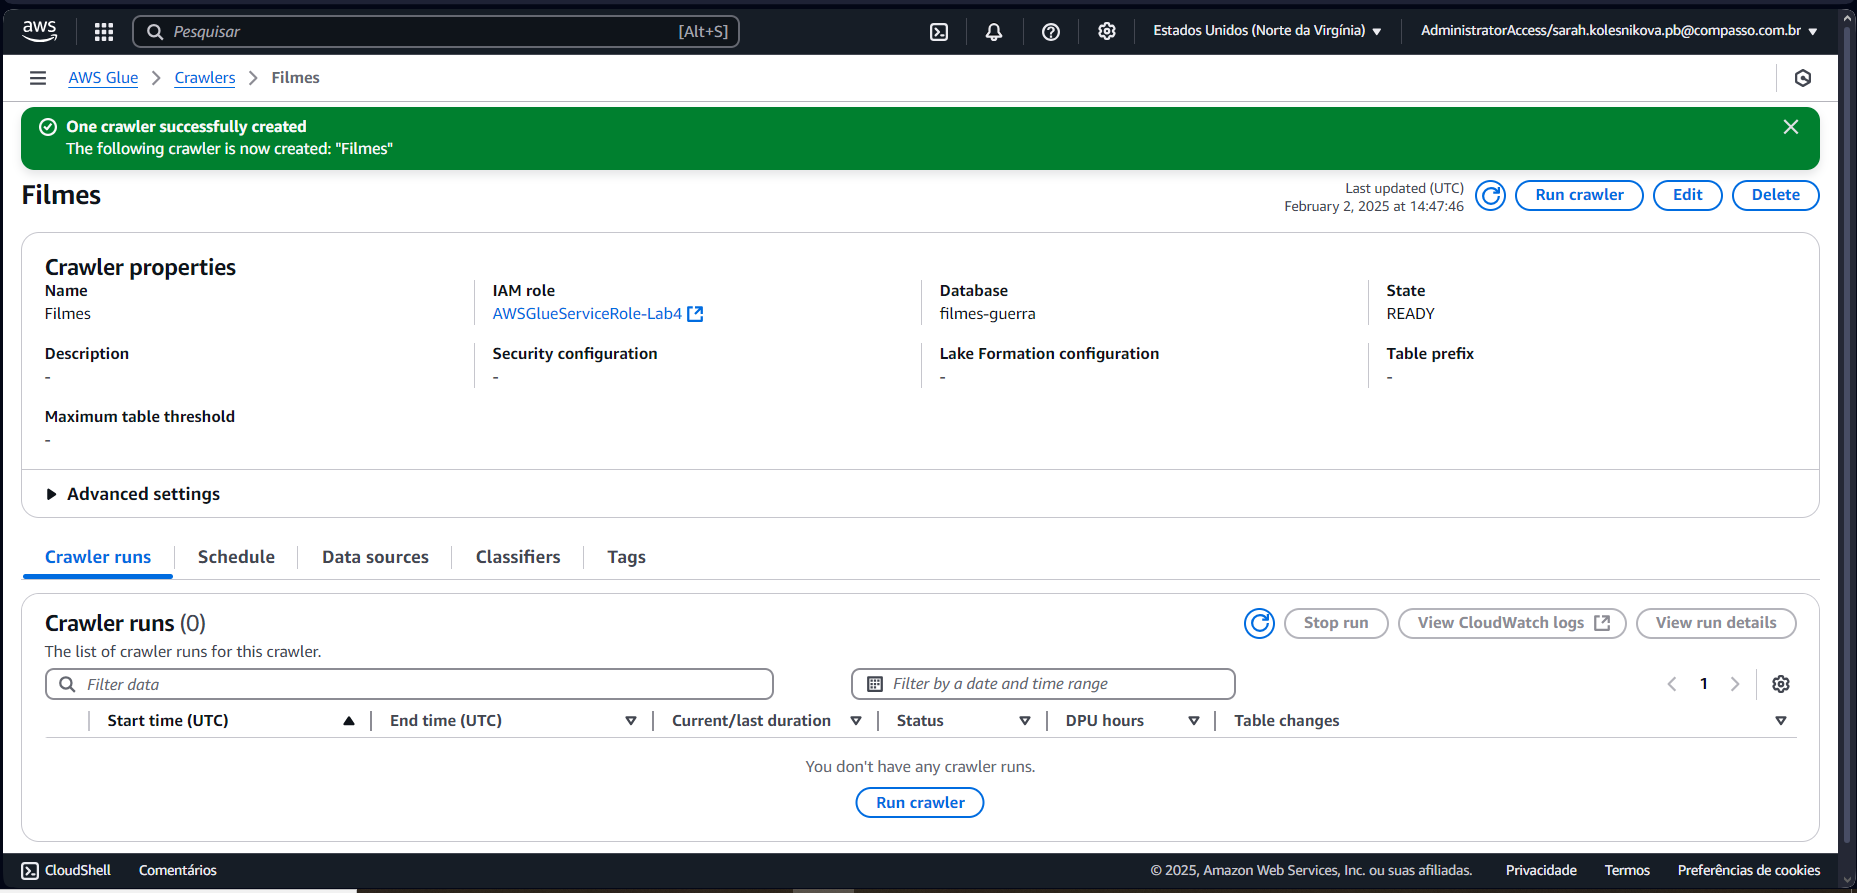 aws
Pesquisar [Alt+S]
Estados Unidos (Norte da Virgínia)
AdministratorAccess/sarah.kolesnikova.pb@compasso.com.br
AWS Glue Crawlers Filmes
One crawler successfully created
The following crawler is now created: "Filmes"
Filmes
Last updated (UTC)
February 2, 2025 at 14:47:46
Run crawler
Edit
Delete
Crawler properties
Name
Filmes
IAM role
AWSGlueServiceRole-Lab4
Database
filmes-guerra
State
READY
Description
-
Security configuration
-
Lake Formation configuration
-
Table prefix
-
Maximum table threshold
-
Advanced settings
Crawler runs
Schedule
Data sources
Classifiers
Tags
Crawler runs (0)
The list of crawler runs for this crawler.
Stop run
View CloudWatch logs
View run details
Filter data
Filter by a date and time range
1
Start time (UTC)
End time (UTC)
Current/last duration
Status
DPU hours
Table changes
You don't have any crawler runs.
Run crawler
CloudShell
Comentários
© 2025, Amazon Web Services, Inc. ou suas afiliadas.
Privacidade
Termos
Preferências de cookies